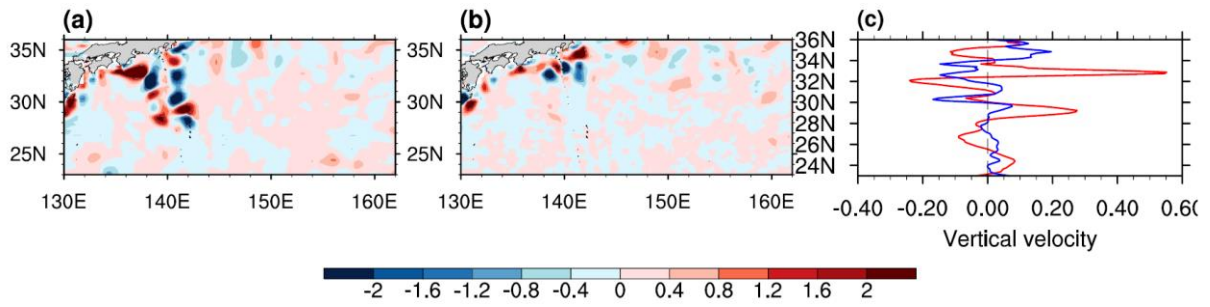 (a) (b) (c)
35N 35N 36N
34N
32N
30N 30N 30N
28N
26N
25N 25N 24N
130E 140E 150E 160E 130E 140E 150E 160E -0.40 -0.20 0.00 0.20 0.40 0.60
Vertical velocity
-2 -1.6 -1.2 -0.8 -0.4 0 0.4 0.8 1.2 1.6 2